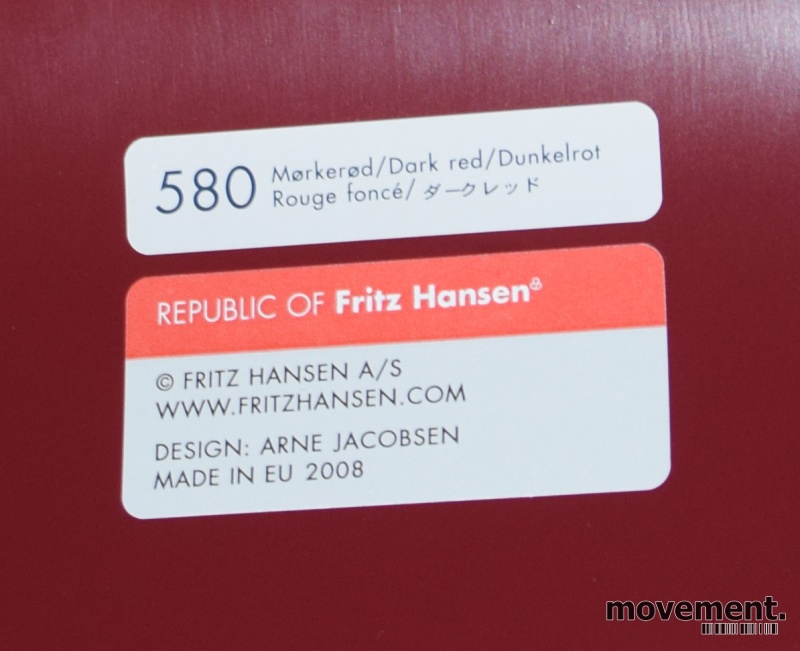 580 Mørkerød/Dark red/Dunkelrot
Rouge foncé/ダークレッド
REPUBLIC OF Fritz Hansen
© FRITZ HANSEN A/S
WWW.FRITZHANSEN.COM
DESIGN: ARNE JACOBSEN
MADE IN EU 2008
movement.